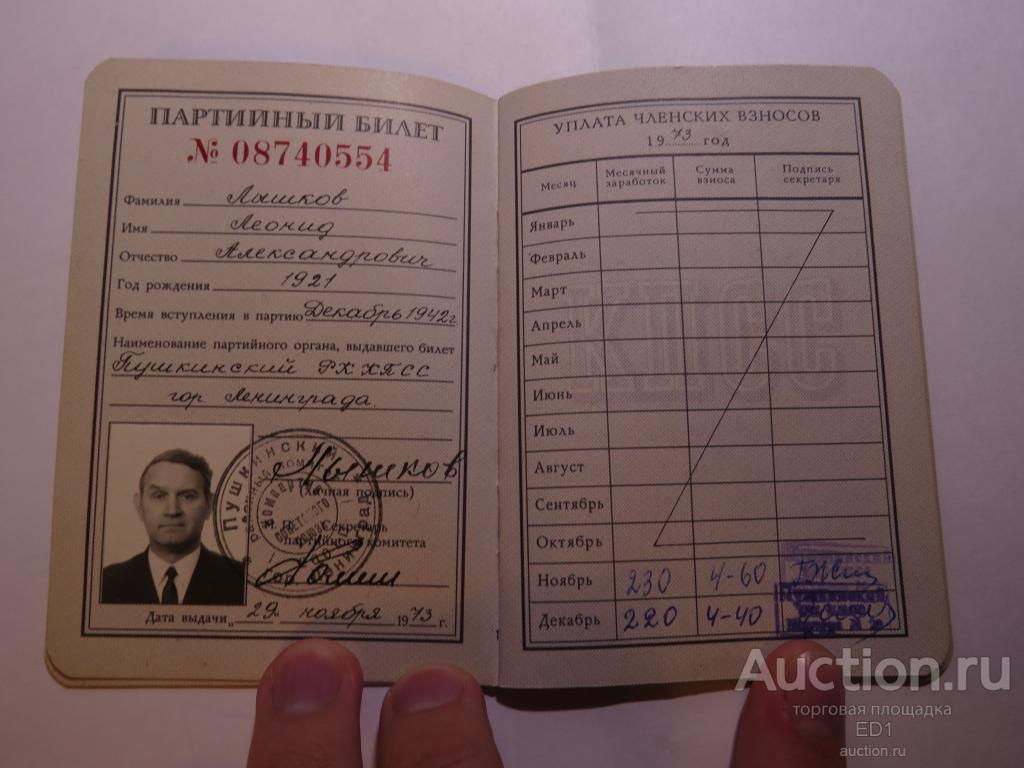 ПАРТИЙНЫЙ БИЛЕТ
№ 08740554
Фамилия Лышков
Имя Леонид
Отчество Александрович
Год рождения 1921
Время вступления в партию Декабрь 1942 г.
Наименование партийного органа, выдавшего билет
Пушкинский РК КПСС
гор. Ленинграда
Лышков
(Личная подпись)
Секретарь
партийного комитета
Дата выдачи „29 ноября 1973 г.
УПЛАТА ЧЛЕНСКИХ ВЗНОСОВ
1973 год
Месяц Месячный заработок Сумма взноса Подпись секретаря
Январь
Февраль
Март
Апрель
Май
Июнь
Июль
Август
Сентябрь
Октябрь
Ноябрь 230 4-60
Декабрь 220 4-40
КПСС
Auction.ru
торговая площадка
ED1
auction.ru